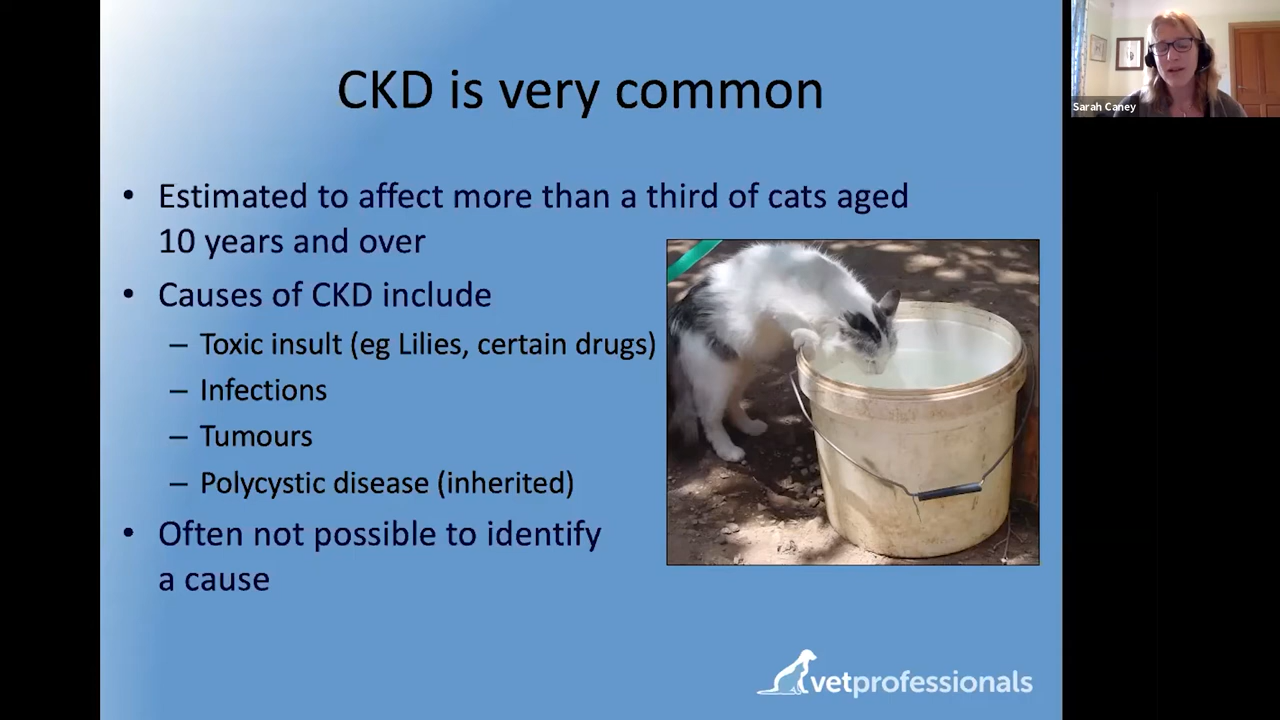 CKD is very common
• Estimated to affect more than a third of cats aged
10 years and over
• Causes of CKD include
– Toxic insult (eg Lilies, certain drugs)
– Infections
– Tumours
– Polycystic disease (inherited)
• Often not possible to identify
a cause
vetprofessionals
Sarah Caney